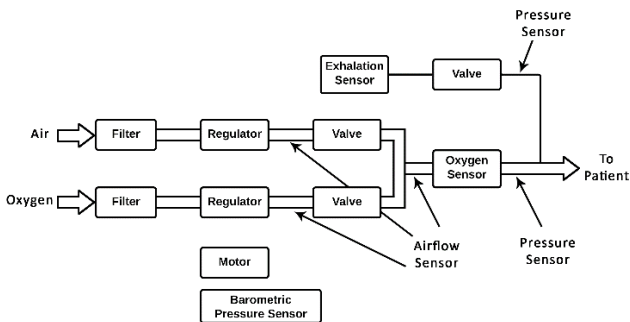 Pressure
Sensor
Exhalation
Sensor
Valve
Air
Filter
Regulator
Valve
Oxygen
Sensor
To
Patient
Oxygen
Filter
Regulator
Valve
Airflow
Sensor
Pressure
Sensor
Motor
Barometric
Pressure Sensor